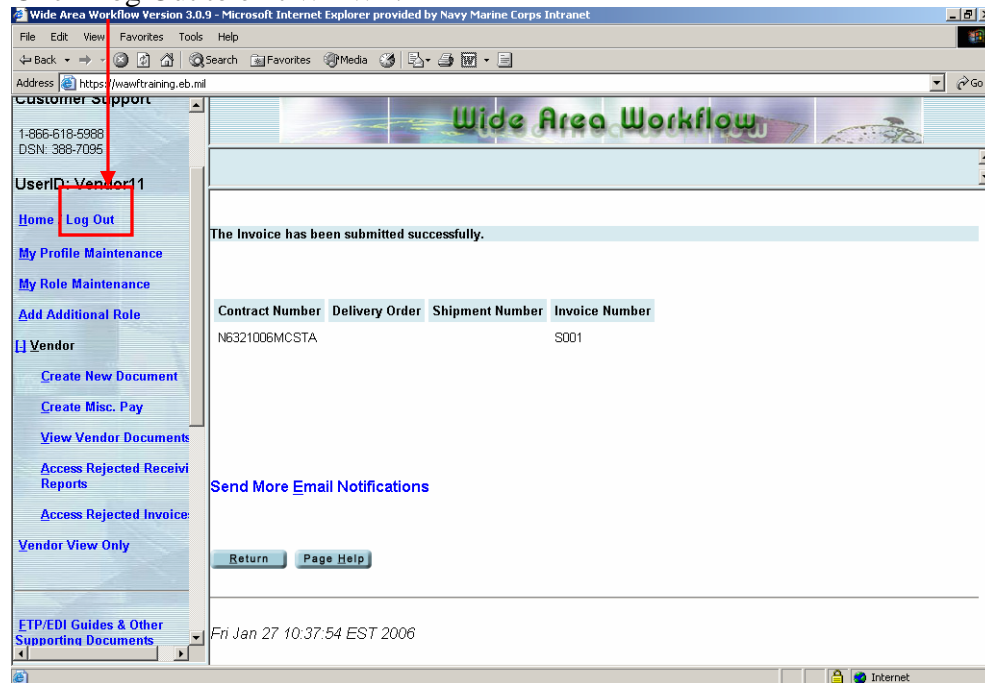 Wide Area Workflow Version 3.0.9 - Microsoft Internet Explorer provided by Navy Marine Corps Intranet
File Edit View Favorites Tools Help
Back Search Favorites Media Go
Address https://wawftraining.eb.mil
Customer Support
1-866-618-5988
DSN: 388-7095
UserID: Vendor11
Home / Log Out
My Profile Maintenance
My Role Maintenance
Add Additional Role
[-] Vendor
Create New Document
Create Misc. Pay
View Vendor Documents
Access Rejected Receivi
Reports
Access Rejected Invoice
Vendor View Only
FTP/EDI Guides & Other
Supporting Documents
Wide Area Workflow
The Invoice has been submitted successfully.
Contract Number Delivery Order Shipment Number Invoice Number
N6321006MCSTA S001
Send More Email Notifications
Return Page Help
Fri Jan 27 10:37:54 EST 2006
Internet